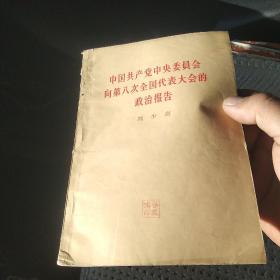 中国共产党中央委員会
向第八次全国代表大会的
政治报告
刘少奇